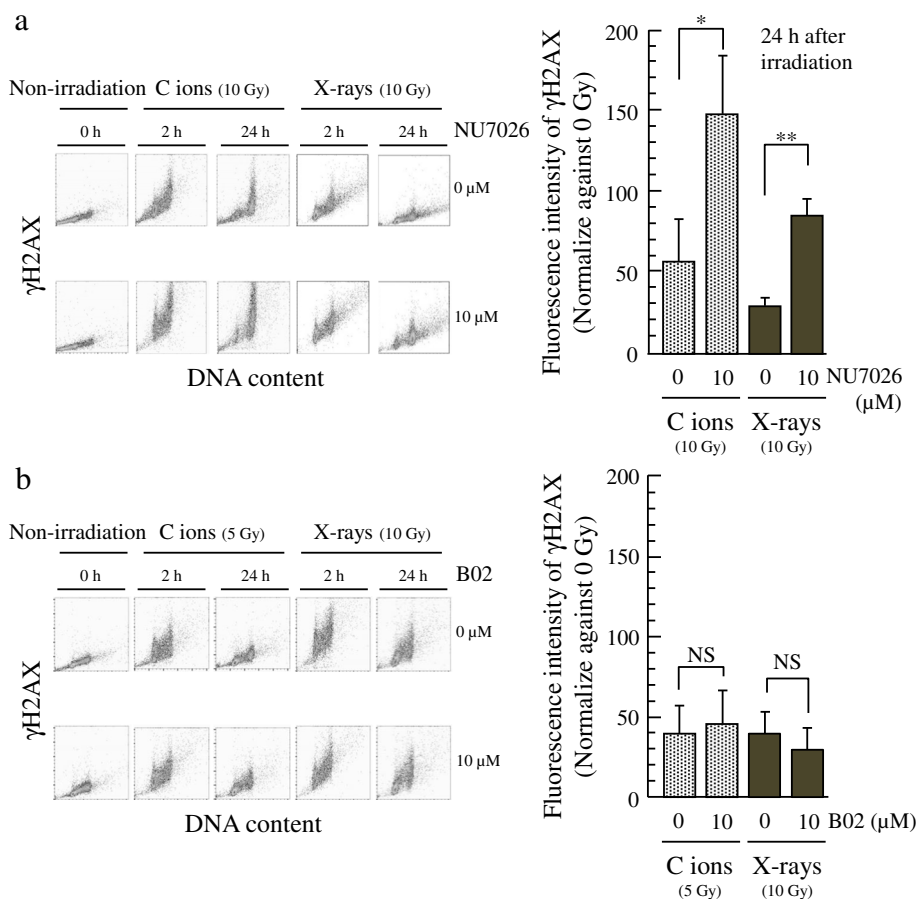 a
Non-irradiation C ions (10 Gy) X-rays (10 Gy)
0 h 2 h 24 h 2 h 24 h NU7026
0 μM
10 μM
γH2AX
DNA content
Fluorescence intensity of γH2AX
(Normalize against 0 Gy)
24 h after
irradiation
*
**
200
150
100
50
0
0 10 0 10 NU7026
(μM)
C ions X-rays
(10 Gy) (10 Gy)
b
Non-irradiation C ions (5 Gy) X-rays (10 Gy)
0 h 2 h 24 h 2 h 24 h B02
0 μM
10 μM
γH2AX
DNA content
Fluorescence intensity of γH2AX
(Normalize against 0 Gy)
200
150
100
50
0
NS NS
0 10 0 10 B02 (μM)
C ions X-rays
(5 Gy) (10 Gy)